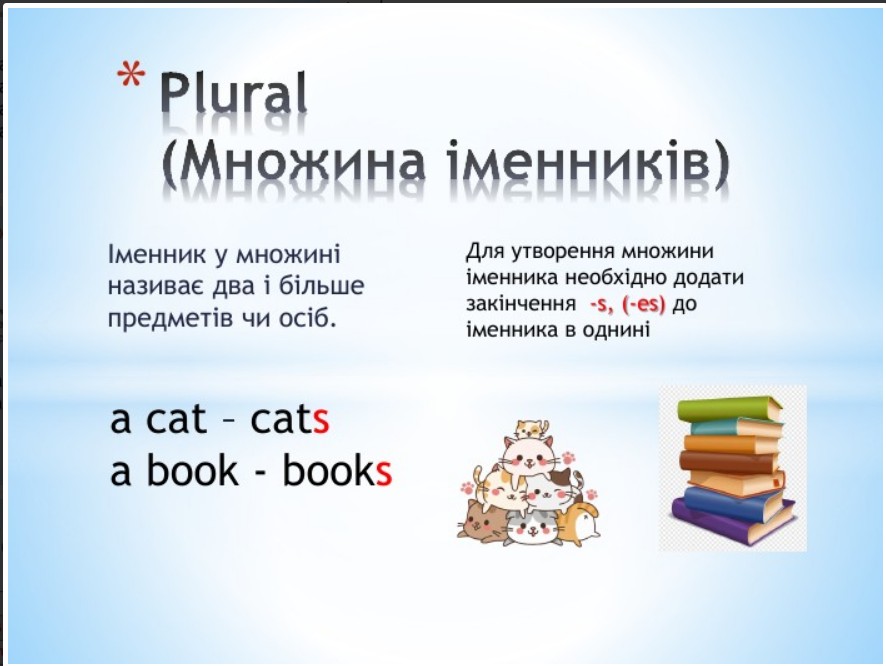 * Plural
(Множина іменників)
Іменник у множині
називає два і більше
предметів чи осіб.
Для утворення множини
іменника необхідно додати
закінчення -s, (-es) до
іменника в однині
a cat – cats
a book - books